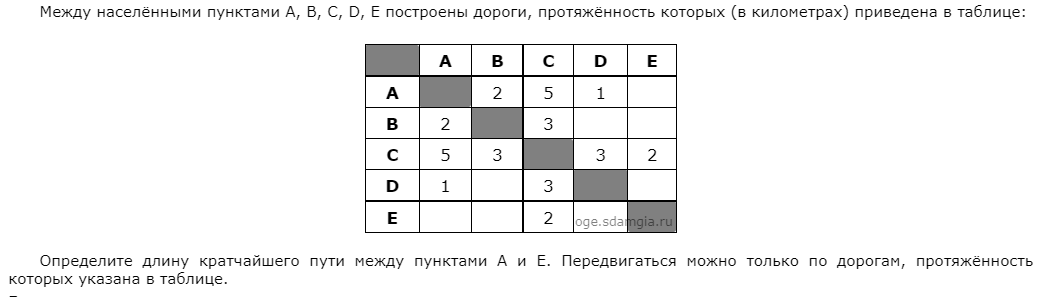 Между населёнными пунктами A, B, C, D, E построены дороги, протяжённость которых (в километрах) приведена в таблице:
A B C D E
A 2 5 1
B 2 3
C 5 3 3 2
D 1 3
E 2 oge.sdamgia.ru
Определите длину кратчайшего пути между пунктами A и E. Передвигаться можно только по дорогам, протяжённость
которых указана в таблице.